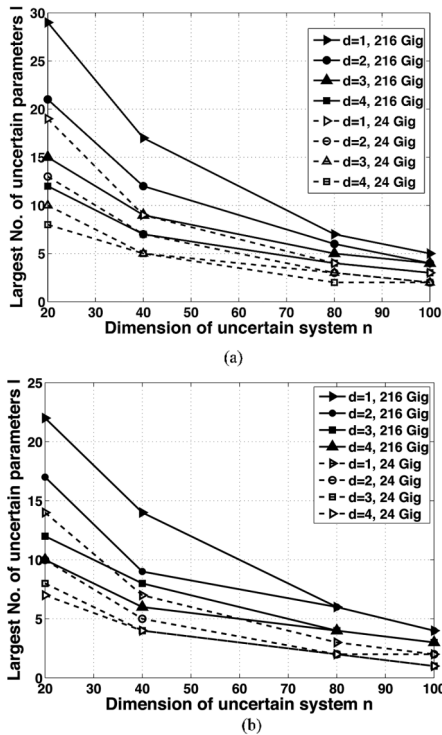 Largest No. of uncertain parameters l
30
25
20
15
10
5
0
d=1, 216 Gig
d=2, 216 Gig
d=3, 216 Gig
d=4, 216 Gig
d=1, 24 Gig
d=2, 24 Gig
d=3, 24 Gig
d=4, 24 Gig
20 30 40 50 60 70 80 90 100
Dimension of uncertain system n
(a)
Largest No. of uncertain parameters l
25
20
15
10
5
0
d=1, 216 Gig
d=2, 216 Gig
d=3, 216 Gig
d=4, 216 Gig
d=1, 24 Gig
d=2, 24 Gig
d=3, 24 Gig
d=4, 24 Gig
20 30 40 50 60 70 80 90 100
Dimension of uncertain system n
(b)